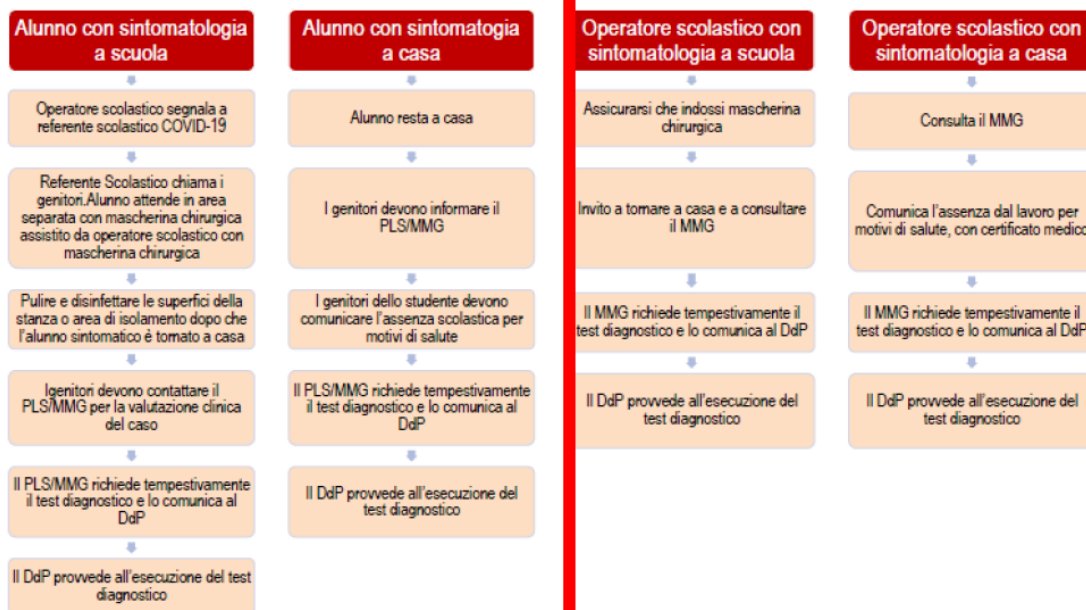 Alunno con sintomatologia
a scuola
Operatore scolastico segnala a
referente scolastico COVID-19
Referente Scolastico chiama i
genitori.Alunno attende in area
separata con mascherina chirurgica
assistito da operatore scolastico con
mascherina chirurgica
Pulire e disinfettare le superfici della
stanza o area di isolamento dopo che
l'alunno sintomatico è tornato a casa
Igenitori devono contattare il
PLS/MMG per la valutazione clinica
del caso
Il PLS/MMG richiede tempestivamente
il test diagnostico e lo comunica al
DdP
Il DdP provvede all'esecuzione del test
diagnostico
Alunno con sintomatogia
a casa
Alunno resta a casa
I genitori devono informare il
PLS/MMG
I genitori dello studente devono
comunicare l'assenza scolastica per
motivi di salute
Il PLS/MMG richiede tempestivamente
il test diagnostico e lo comunica al
DdP
Il DdP provvede all'esecuzione del
test diagnostico
Operatore scolastico con
sintomatologia a scuola
Assicurarsi che indossi mascherina
chirurgica
Invito a tornare a casa e a consultare
il MMG
Il MMG richiede tempestivamente il
test diagnostico e lo comunica al DdP
Il DdP provvede all'esecuzione del
test diagnostico
Operatore scolastico con
sintomatologia a casa
Consulta il MMG
Comunica l'assenza dal lavoro per
motivi di salute, con certificato medico
Il MMG richiede tempestivamente il
test diagnostico e lo comunica al DdP
Il DdP provvede all'esecuzione del
test diagnostico